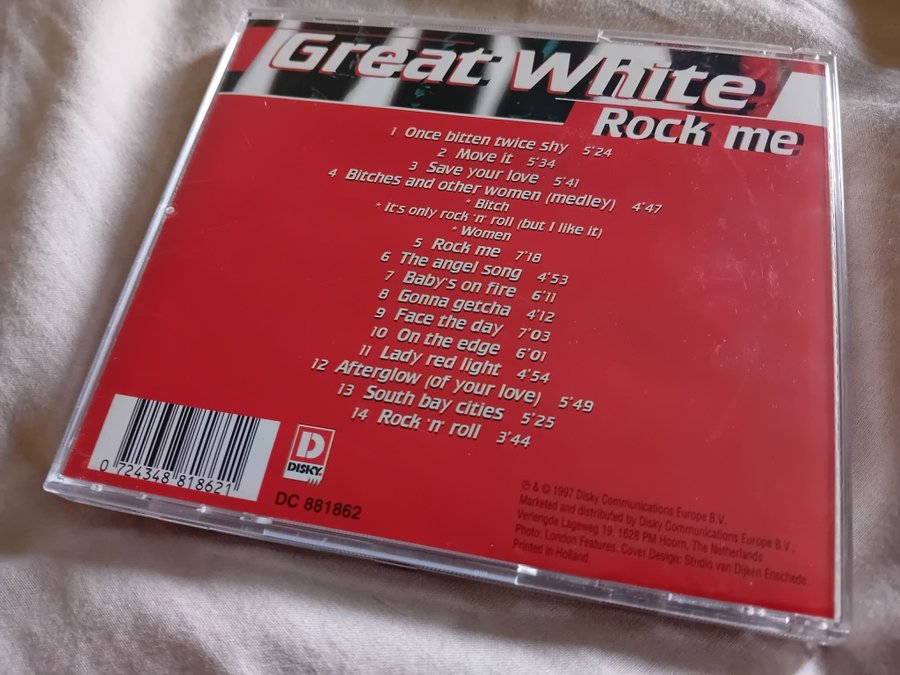 Great White
Rock me
1 Once bitten twice shy 5'24
2 Move it 5'34
3 Save your love 5'41
4 Bitches and other women (medley) 4'47
* Bitch
* It's only rock 'n' roll (but I like it)
* Women
5 Rock me 7'18
6 The angel song 4'53
7 Baby's on fire 6'11
8 Gonna getcha 4'12
9 Face the day 7'03
10 On the edge 6'01
11 Lady red light 4'54
12 Afterglow (of your love) 5'49
13 South bay cities 5'25
14 Rock 'n' roll 3'44
0 724348 818621
D
DISKY
DC 881862
℗ & © 1997 Disky Communications Europe B.V.
Marketed and distributed by Disky Communications Europe B.V.,
Verlengde Lageweg 19, 1628 PM Hoorn, The Netherlands
Photo: London Features. Cover Design: Studio van Dijken Enschede.
Printed in Holland